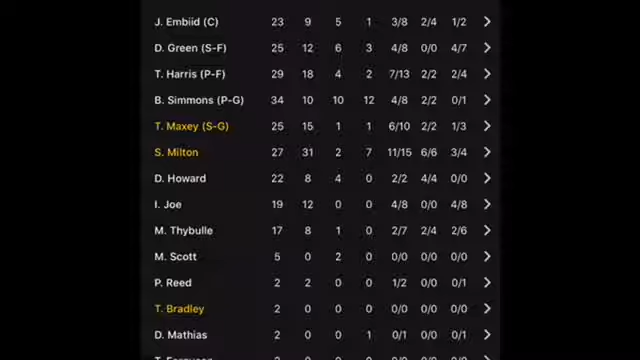 J. Embiid (C) 23 9 5 1 3/8 2/4 1/2
D. Green (S-F) 25 12 6 3 4/8 0/0 4/7
T. Harris (P-F) 29 18 4 2 7/13 2/2 2/4
B. Simmons (P-G) 34 10 10 12 4/8 2/2 0/1
T. Maxey (S-G) 25 15 1 1 6/10 2/2 1/3
S. Milton 27 31 2 7 11/15 6/6 3/4
D. Howard 22 8 4 0 2/2 4/4 0/0
I. Joe 19 12 0 0 4/8 0/0 4/8
M. Thybulle 17 8 1 0 2/7 2/4 2/6
M. Scott 5 0 2 0 0/0 0/0 0/0
P. Reed 2 2 0 0 1/2 0/0 0/1
T. Bradley 2 0 0 0 0/0 0/0 0/0
D. Mathias 2 0 0 1 0/1 0/0 0/1